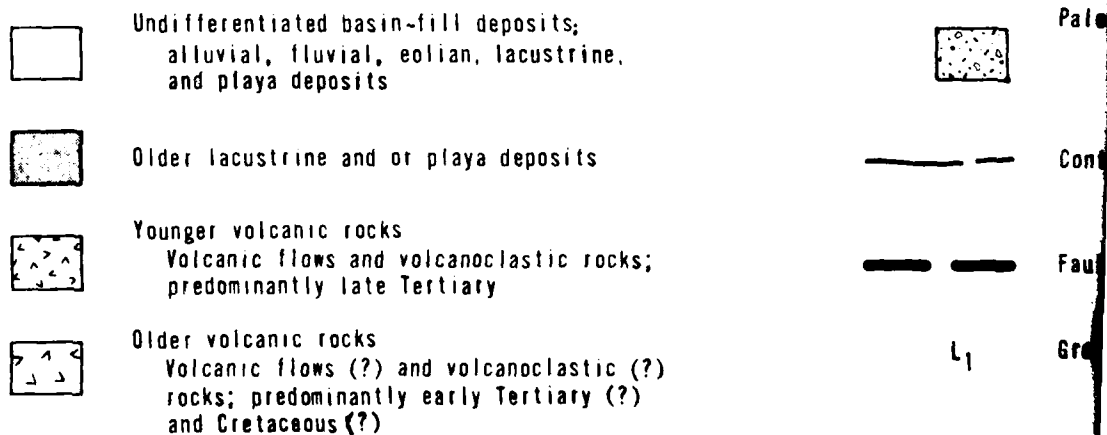 Undifferentiated basin-fill deposits;
alluvial, fluvial, eolian, lacustrine,
and playa deposits
Older lacustrine and or playa deposits
Younger volcanic rocks
Volcanic flows and volcanoclastic rocks;
predominantly late Tertiary
Older volcanic rocks
Volcanic flows (?) and volcanoclastic (?)
rocks; predominantly early Tertiary (?)
and Cretaceous (?)
L1